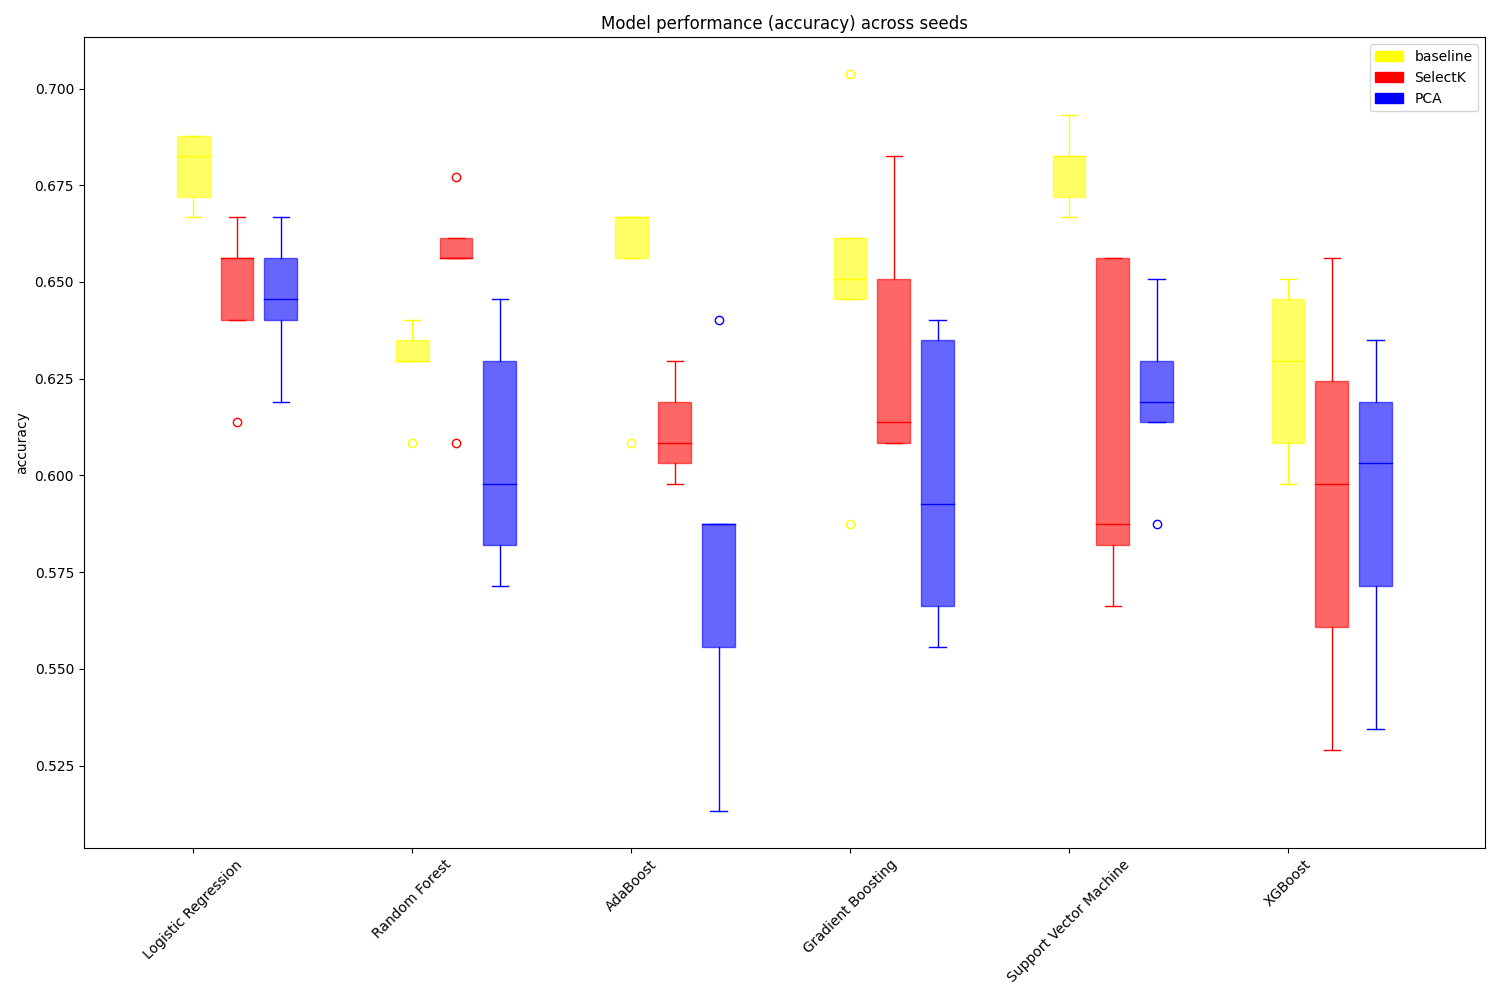 Model performance (accuracy) across seeds
baseline
SelectK
PCA
accuracy
0.700
0.675
0.650
0.625
0.600
0.575
0.550
0.525
Logistic Regression
Random Forest
AdaBoost
Gradient Boosting
Support Vector Machine
XGBoost